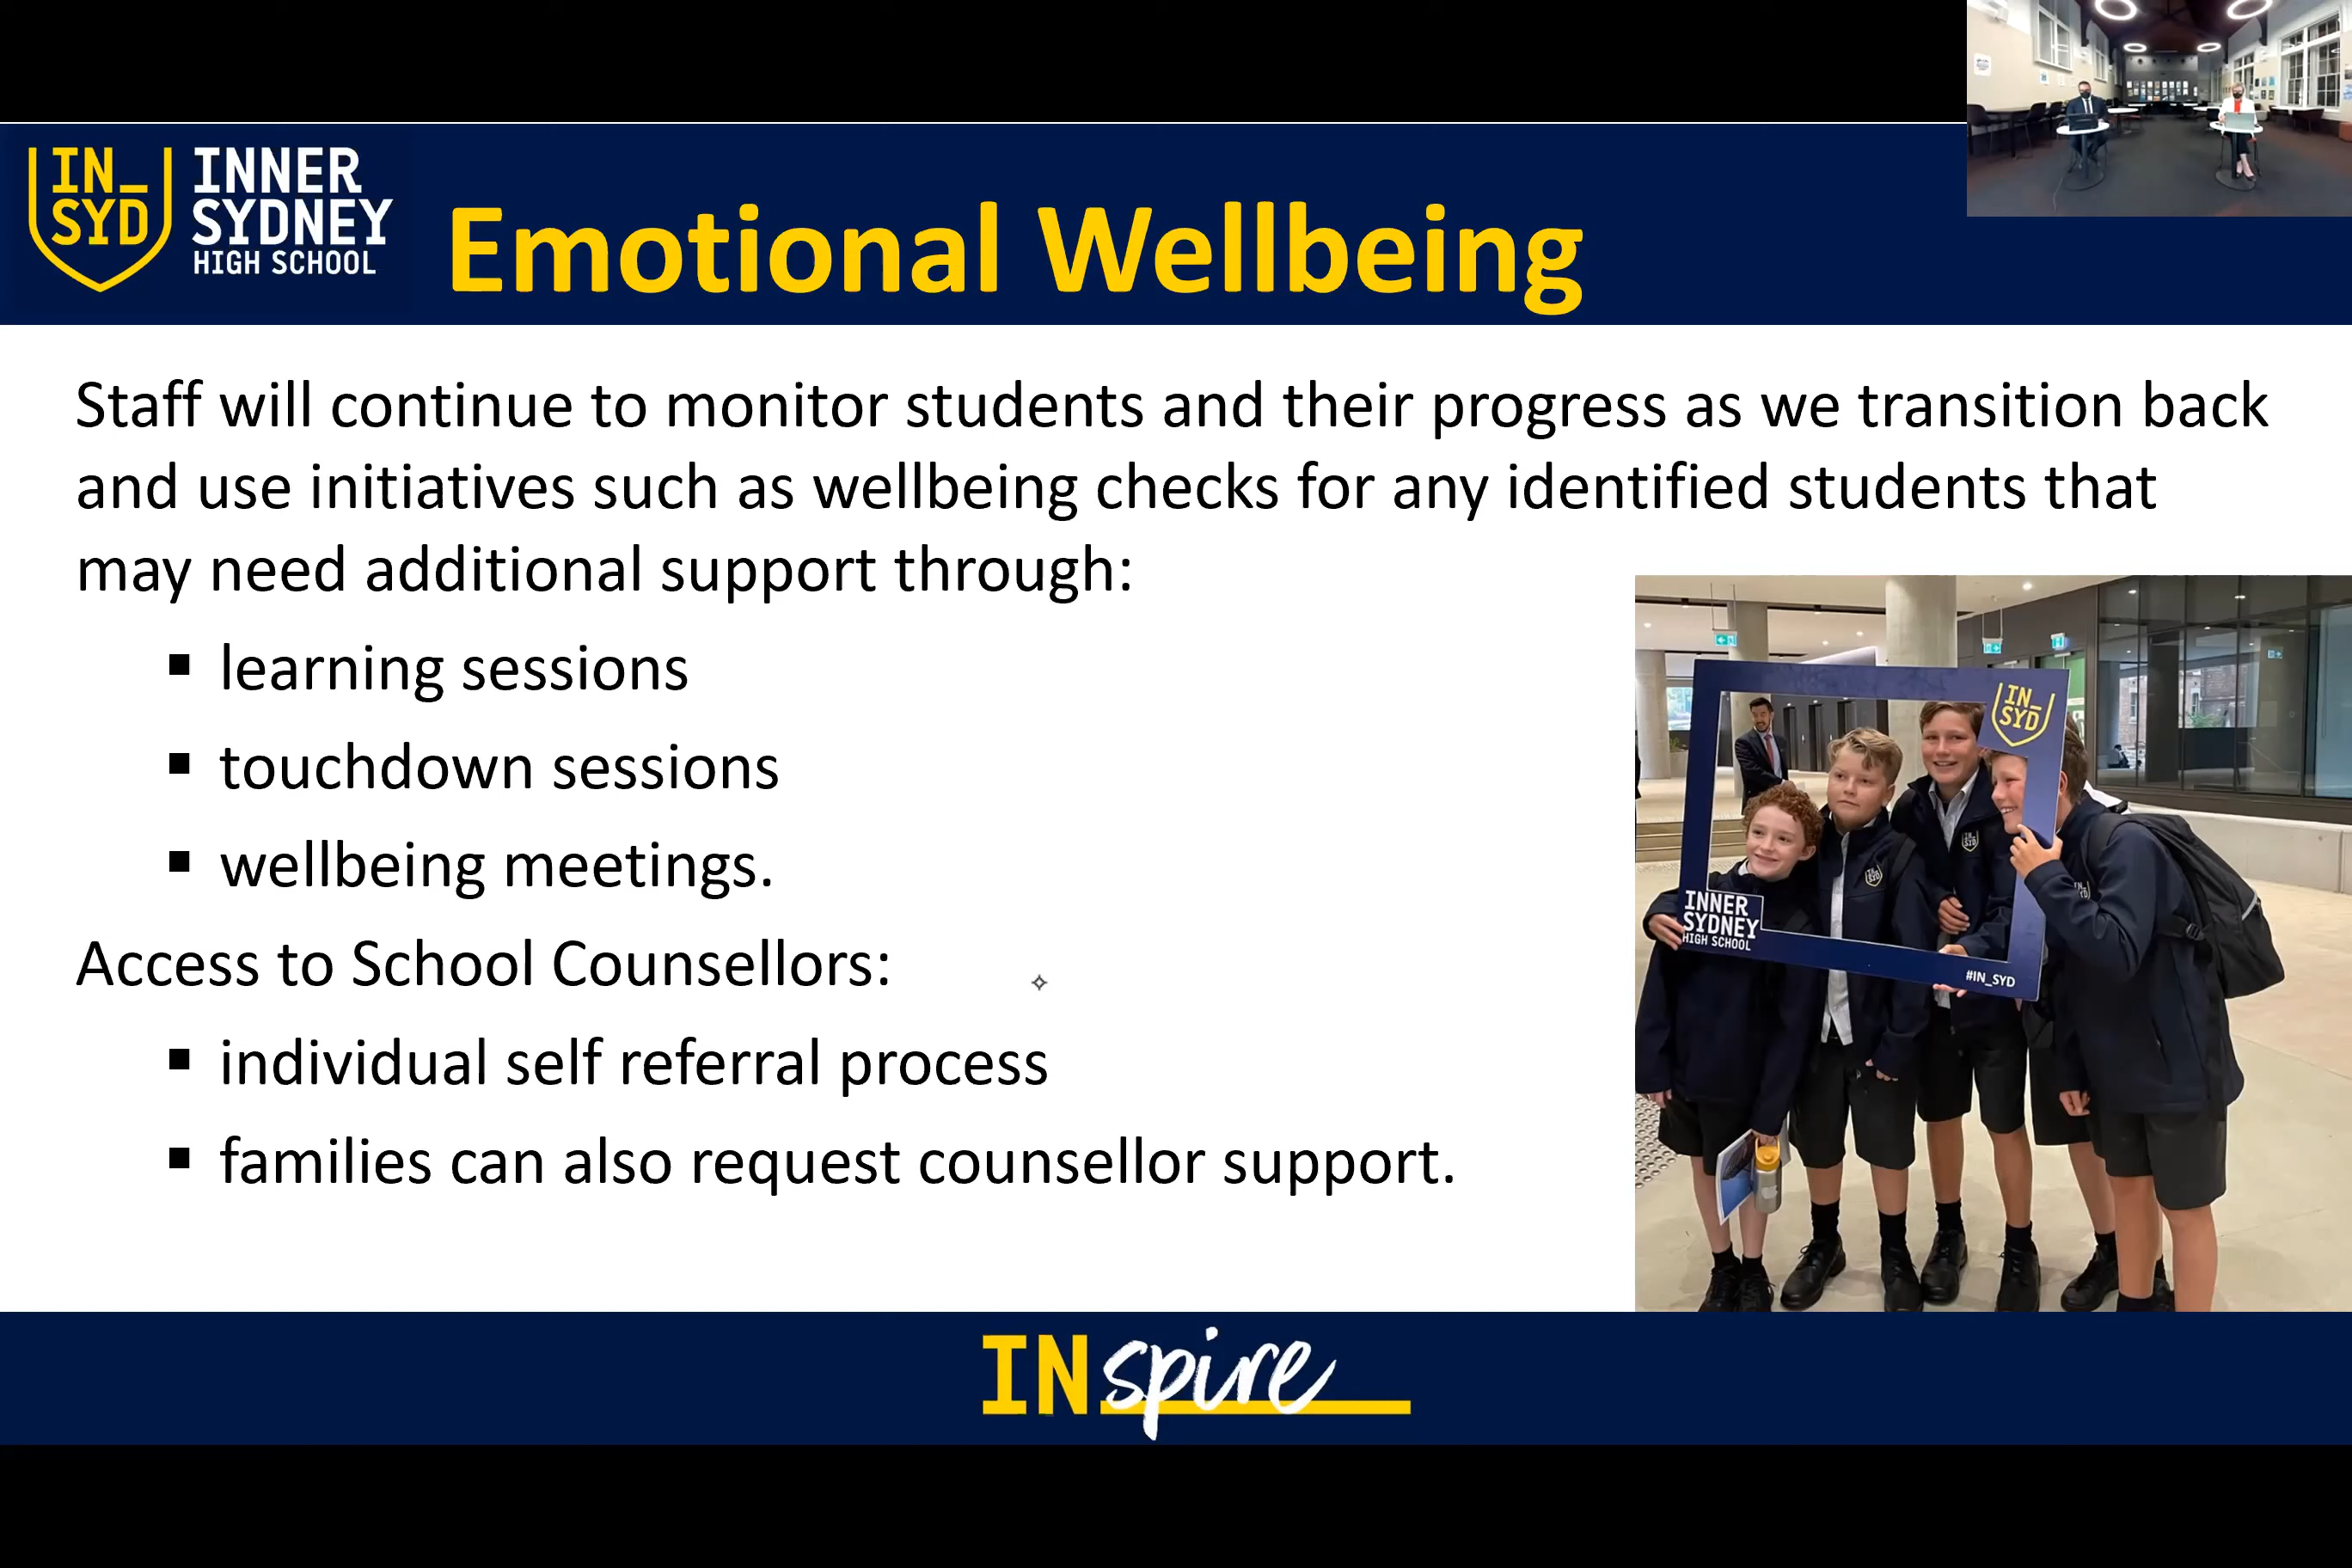 IN_
SYD
INNER
SYDNEY
HIGH SCHOOL
Emotional Wellbeing
Staff will continue to monitor students and their progress as we transition back
and use initiatives such as wellbeing checks for any identified students that
may need additional support through:
▪ learning sessions
▪ touchdown sessions
▪ wellbeing meetings.
Access to School Counsellors:
▪ individual self referral process
▪ families can also request counsellor support.
IN_
SYD
INNER
SYDNEY
HIGH SCHOOL
#IN_SYD
INspire